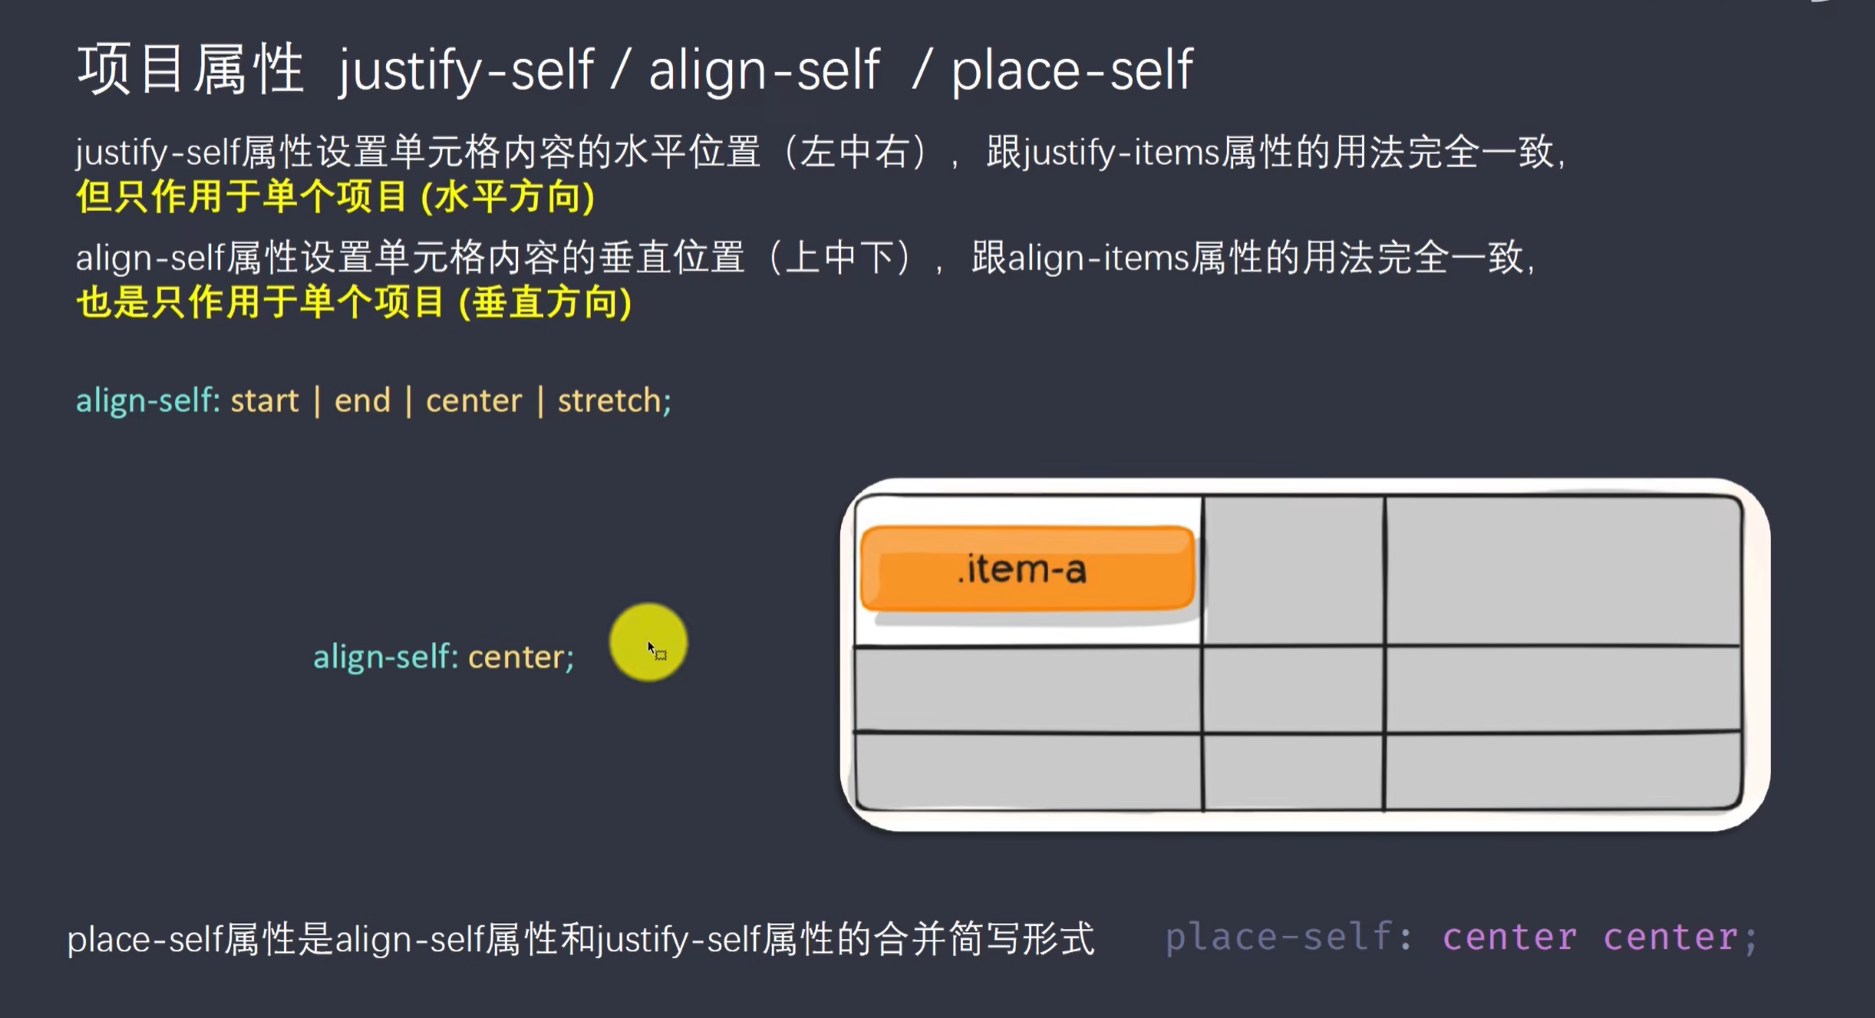 项目属性 justify-self / align-self / place-self
justify-self属性设置单元格内容的水平位置（左中右），跟justify-items属性的用法完全一致，
但只作用于单个项目 (水平方向)
align-self属性设置单元格内容的垂直位置（上中下），跟align-items属性的用法完全一致，
也是只作用于单个项目 (垂直方向)
align-self: start | end | center | stretch;
.item-a
align-self: center;
place-self属性是align-self属性和justify-self属性的合并简写形式
place-self: center center;